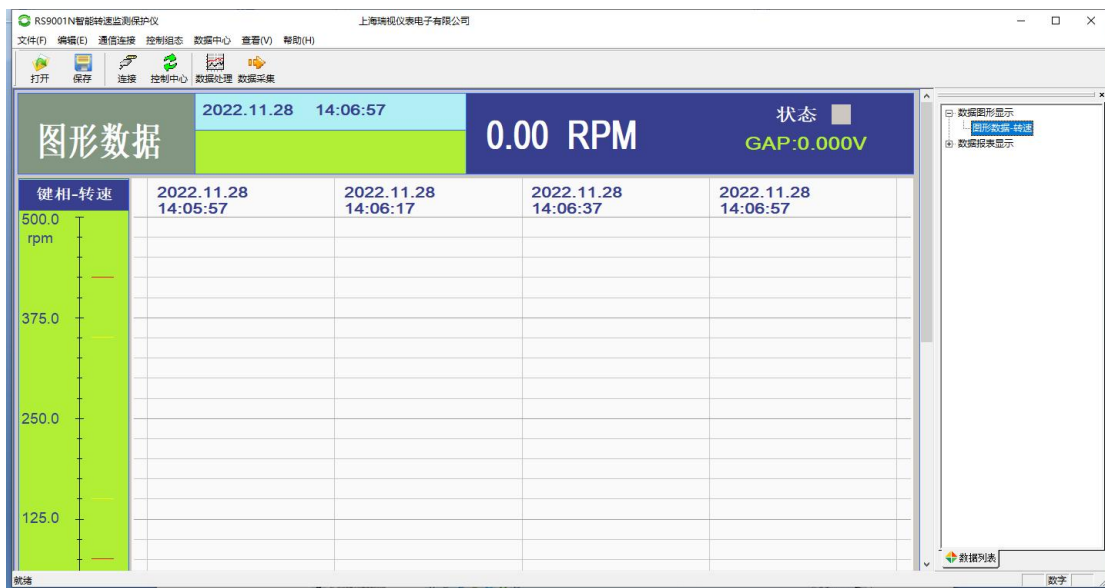 RS9001N智能转速监测保护仪 上海瑞视仪表电子有限公司
文件(F) 编辑(E) 通信连接 控制组态 数据中心 查看(V) 帮助(H)
打开 保存 连接 控制中心 数据处理 数据采集
图形数据
2022.11.28 14:06:57
0.00 RPM
状态
GAP:0.000V
键相-转速
2022.11.28 2022.11.28 2022.11.28 2022.11.28
14:05:57 14:06:17 14:06:37 14:06:57
500.0
rpm
375.0
250.0
125.0
数据图形显示
图形数据-转速
数据报表显示
数据列表
就绪 数字